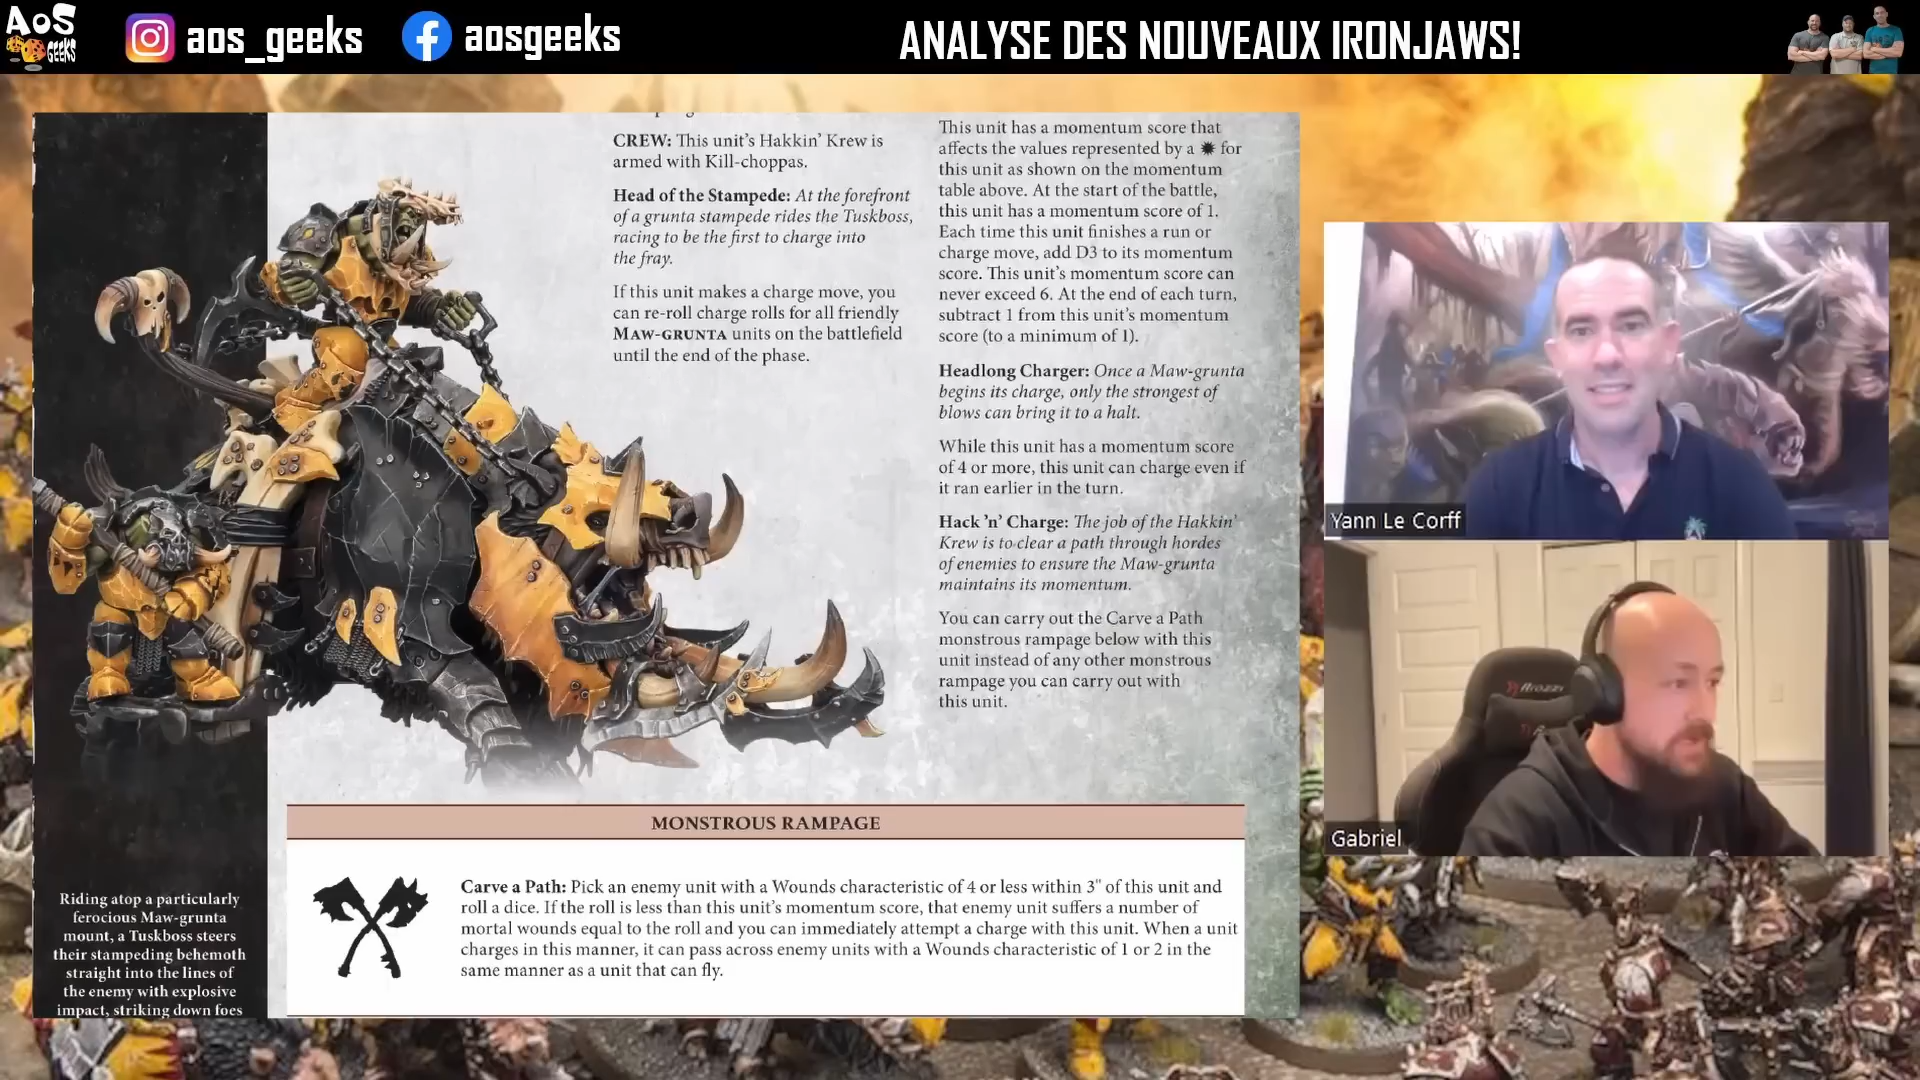 AoS
GEEKS
aos_geeks
aosgeeks
ANALYSE DES NOUVEAUX IRONJAWS!
CREW: This unit's Hakkin' Krew is
armed with Kill-choppas.
Head of the Stampede: At the forefront
of a grunta stampede rides the Tuskboss,
racing to be the first to charge into
the fray.
If this unit makes a charge move, you
can re-roll charge rolls for all friendly
MAW-GRUNTA units on the battlefield
until the end of the phase.
This unit has a momentum score that
affects the values represented by a ✹ for
this unit as shown on the momentum
table above. At the start of the battle,
this unit has a momentum score of 1.
Each time this unit finishes a run or
charge move, add D3 to its momentum
score. This unit's momentum score can
never exceed 6. At the end of each turn,
subtract 1 from this unit's momentum
score (to a minimum of 1).
Headlong Charger: Once a Maw-grunta
begins its charge, only the strongest of
blows can bring it to a halt.
While this unit has a momentum score
of 4 or more, this unit can charge even if
it ran earlier in the turn.
Hack 'n' Charge: The job of the Hakkin'
Krew is to clear a path through hordes
of enemies to ensure the Maw-grunta
maintains its momentum.
You can carry out the Carve a Path
monstrous rampage below with this
unit instead of any other monstrous
rampage you can carry out with
this unit.
MONSTROUS RAMPAGE
Carve a Path: Pick an enemy unit with a Wounds characteristic of 4 or less within 3" of this unit and
roll a dice. If the roll is less than this unit's momentum score, that enemy unit suffers a number of
mortal wounds equal to the roll and you can immediately attempt a charge with this unit. When a unit
charges in this manner, it can pass across enemy units with a Wounds characteristic of 1 or 2 in the
same manner as a unit that can fly.
Riding atop a particularly
ferocious Maw-grunta
mount, a Tuskboss steers
their stampeding behemoth
straight into the lines of
the enemy with explosive
impact, striking down foes
Yann Le Corff
Arozzi
Gabriel